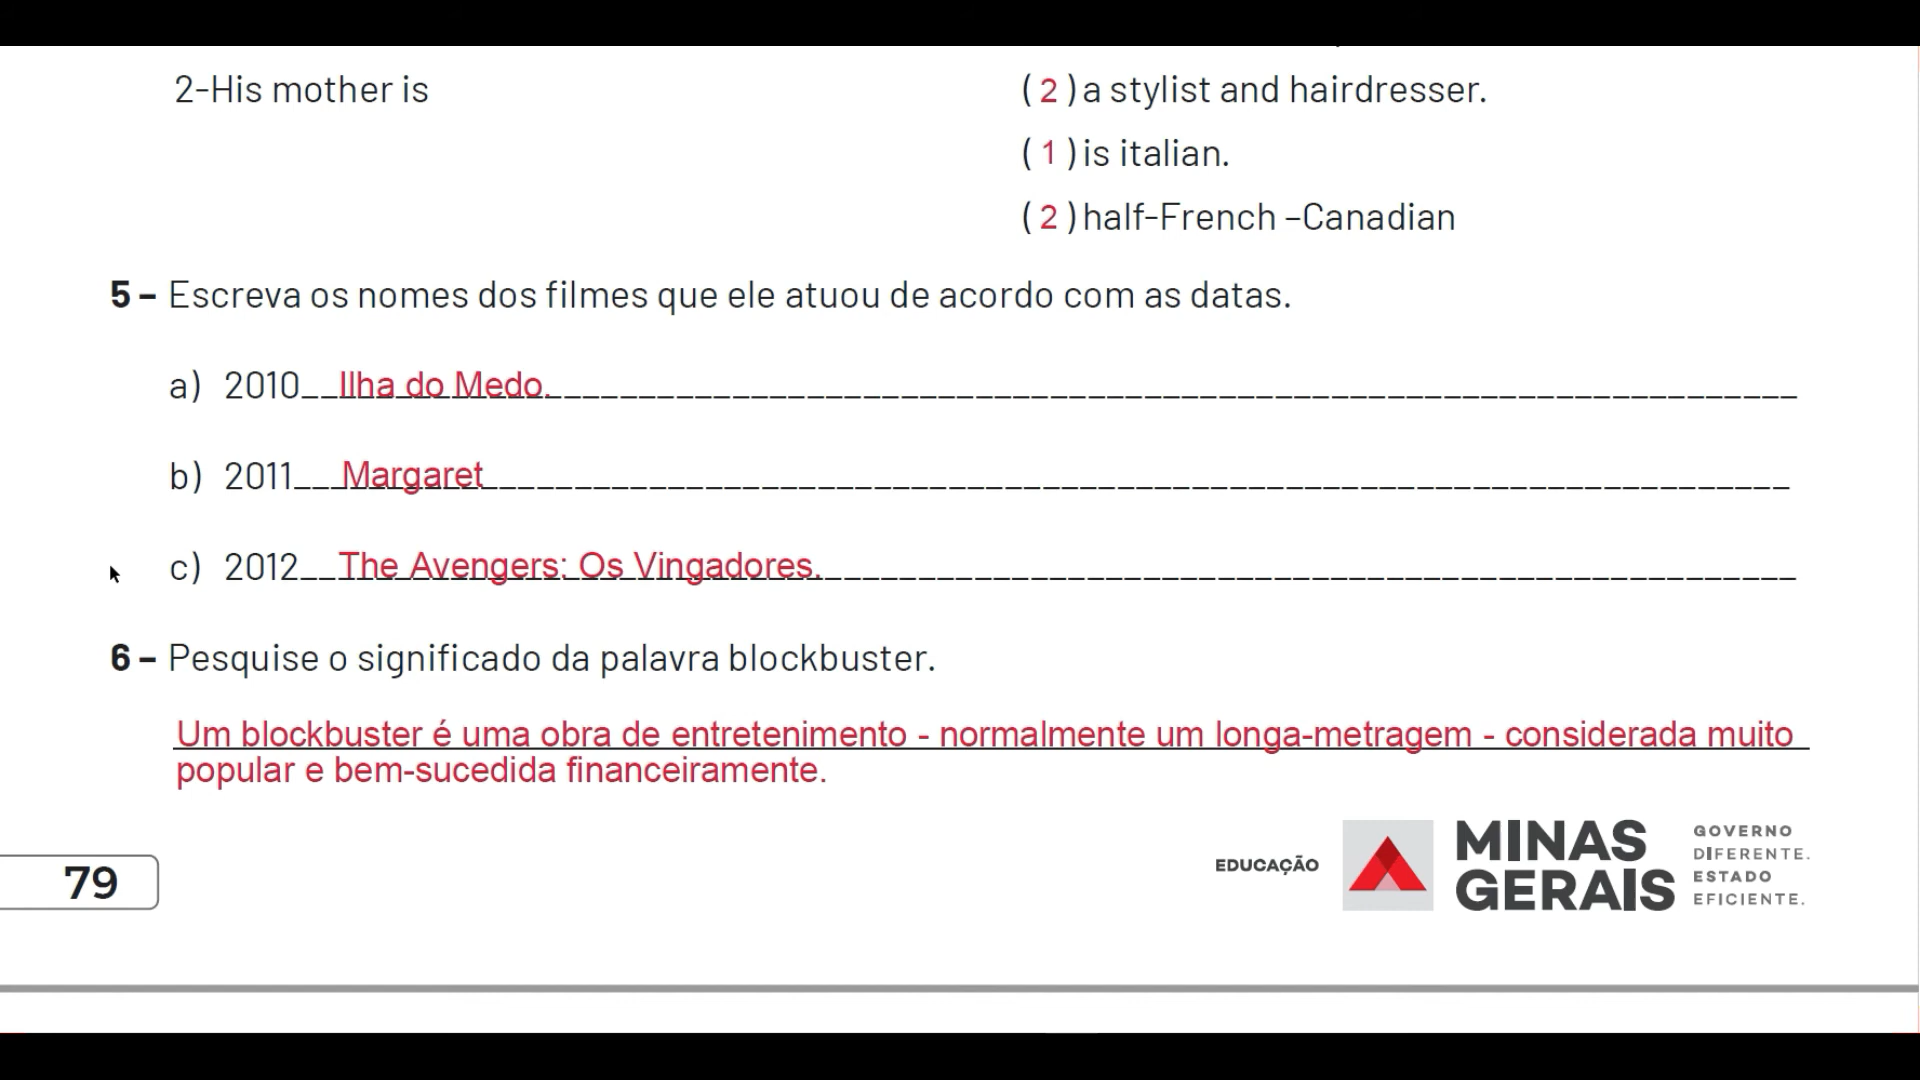 2-His mother is
( 2 ) a stylist and hairdresser.
( 1 ) is italian.
( 2 ) half-French –Canadian
5 – Escreva os nomes dos filmes que ele atuou de acordo com as datas.
a) 2010__Ilha do Medo.
b) 2011__Margaret
c) 2012__The Avengers: Os Vingadores.
6 – Pesquise o significado da palavra blockbuster.
Um blockbuster é uma obra de entretenimento - normalmente um longa-metragem - considerada muito
popular e bem-sucedida financeiramente.
79
EDUCAÇÃO
MINAS
GERAIS
GOVERNO
DIFERENTE.
ESTADO
EFICIENTE.